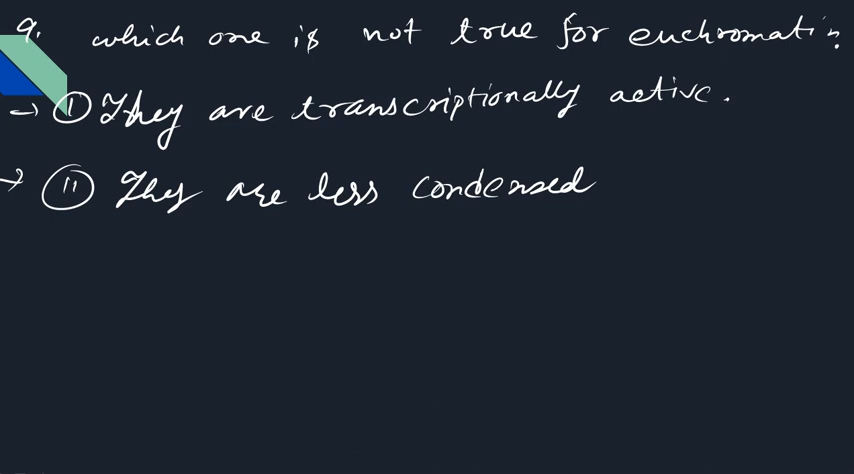 9. which one is not true for euchromatin
→ (I) They are transcriptionally active.
→ (II) They are less condensed